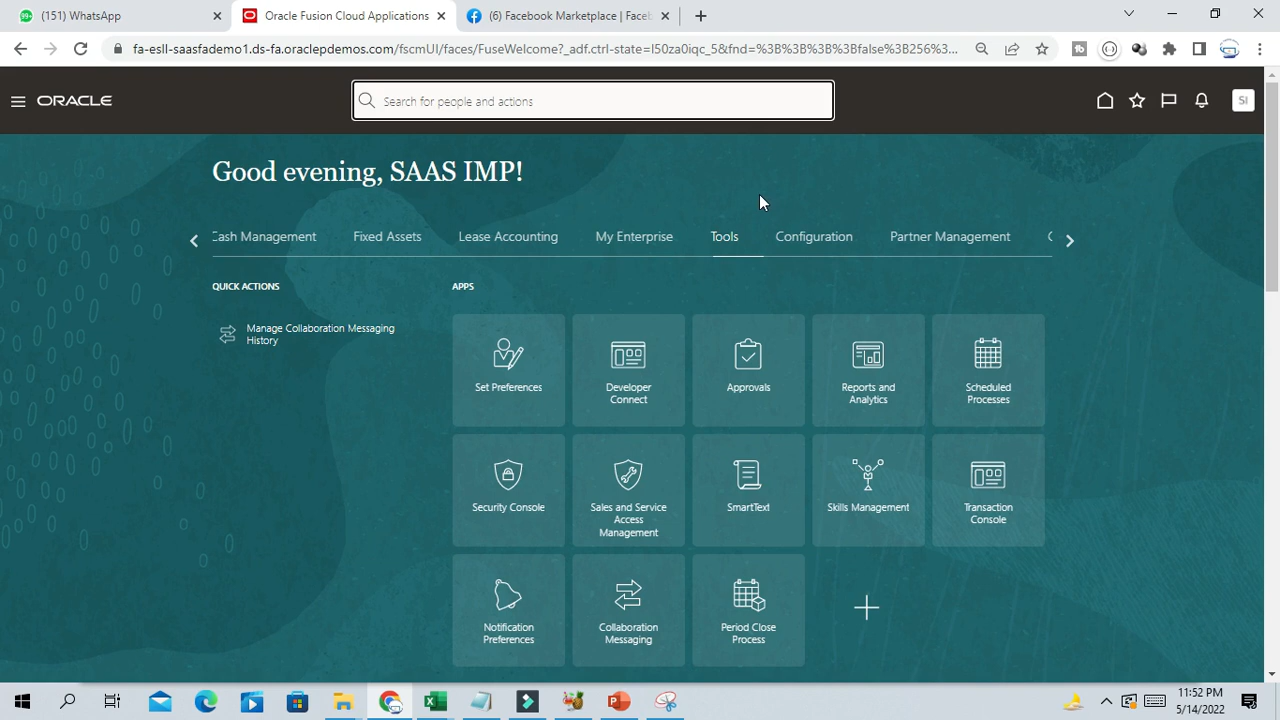 (151) WhatsApp
Oracle Fusion Cloud Applications
(6) Facebook Marketplace | Faceb
fa-esll-saasfademo1.ds-fa.oraclepdemos.com/fscmUI/faces/FuseWelcome?_adf.ctrl-state=l50za0iqc_5&fnd=%3B%3B%3B%3Bfalse%3B256%3...
ORACLE
Search for people and actions
SI
Good evening, SAAS IMP!
Cash Management
Fixed Assets
Lease Accounting
My Enterprise
Tools
Configuration
Partner Management
QUICK ACTIONS
APPS
Manage Collaboration Messaging
History
Set Preferences
Developer
Connect
Approvals
Reports and
Analytics
Scheduled
Processes
Security Console
Sales and Service
Access
Management
SmartText
Skills Management
Transaction
Console
Notification
Preferences
Collaboration
Messaging
Period Close
Process
11:52 PM
5/14/2022